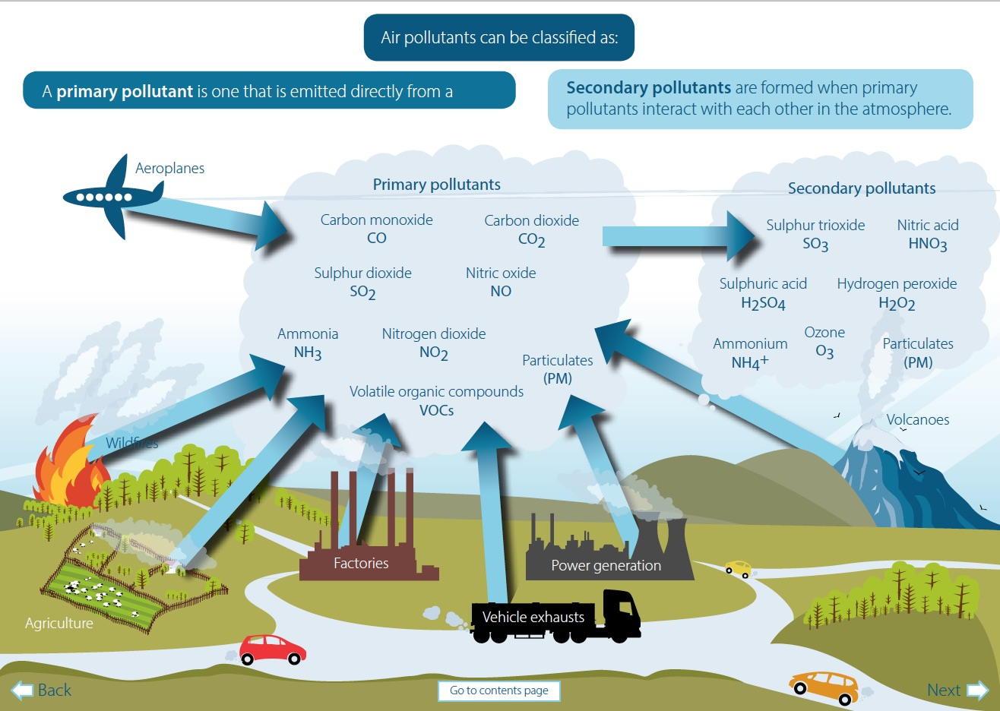 Air pollutants can be classified as:
A primary pollutant is one that is emitted directly from a
Secondary pollutants are formed when primary
pollutants interact with each other in the atmosphere.
Aeroplanes
Primary pollutants
Carbon monoxide
CO
Carbon dioxide
CO2
Sulphur dioxide
SO2
Nitric oxide
NO
Ammonia
NH3
Nitrogen dioxide
NO2
Particulates
(PM)
Volatile organic compounds
VOCs
Secondary pollutants
Sulphur trioxide
SO3
Nitric acid
HNO3
Sulphuric acid
H2SO4
Hydrogen peroxide
H2O2
Ammonium
NH4+
Ozone
O3
Particulates
(PM)
Volcanoes
Wildfires
Factories
Power generation
Vehicle exhausts
Agriculture
Back
Go to contents page
Next